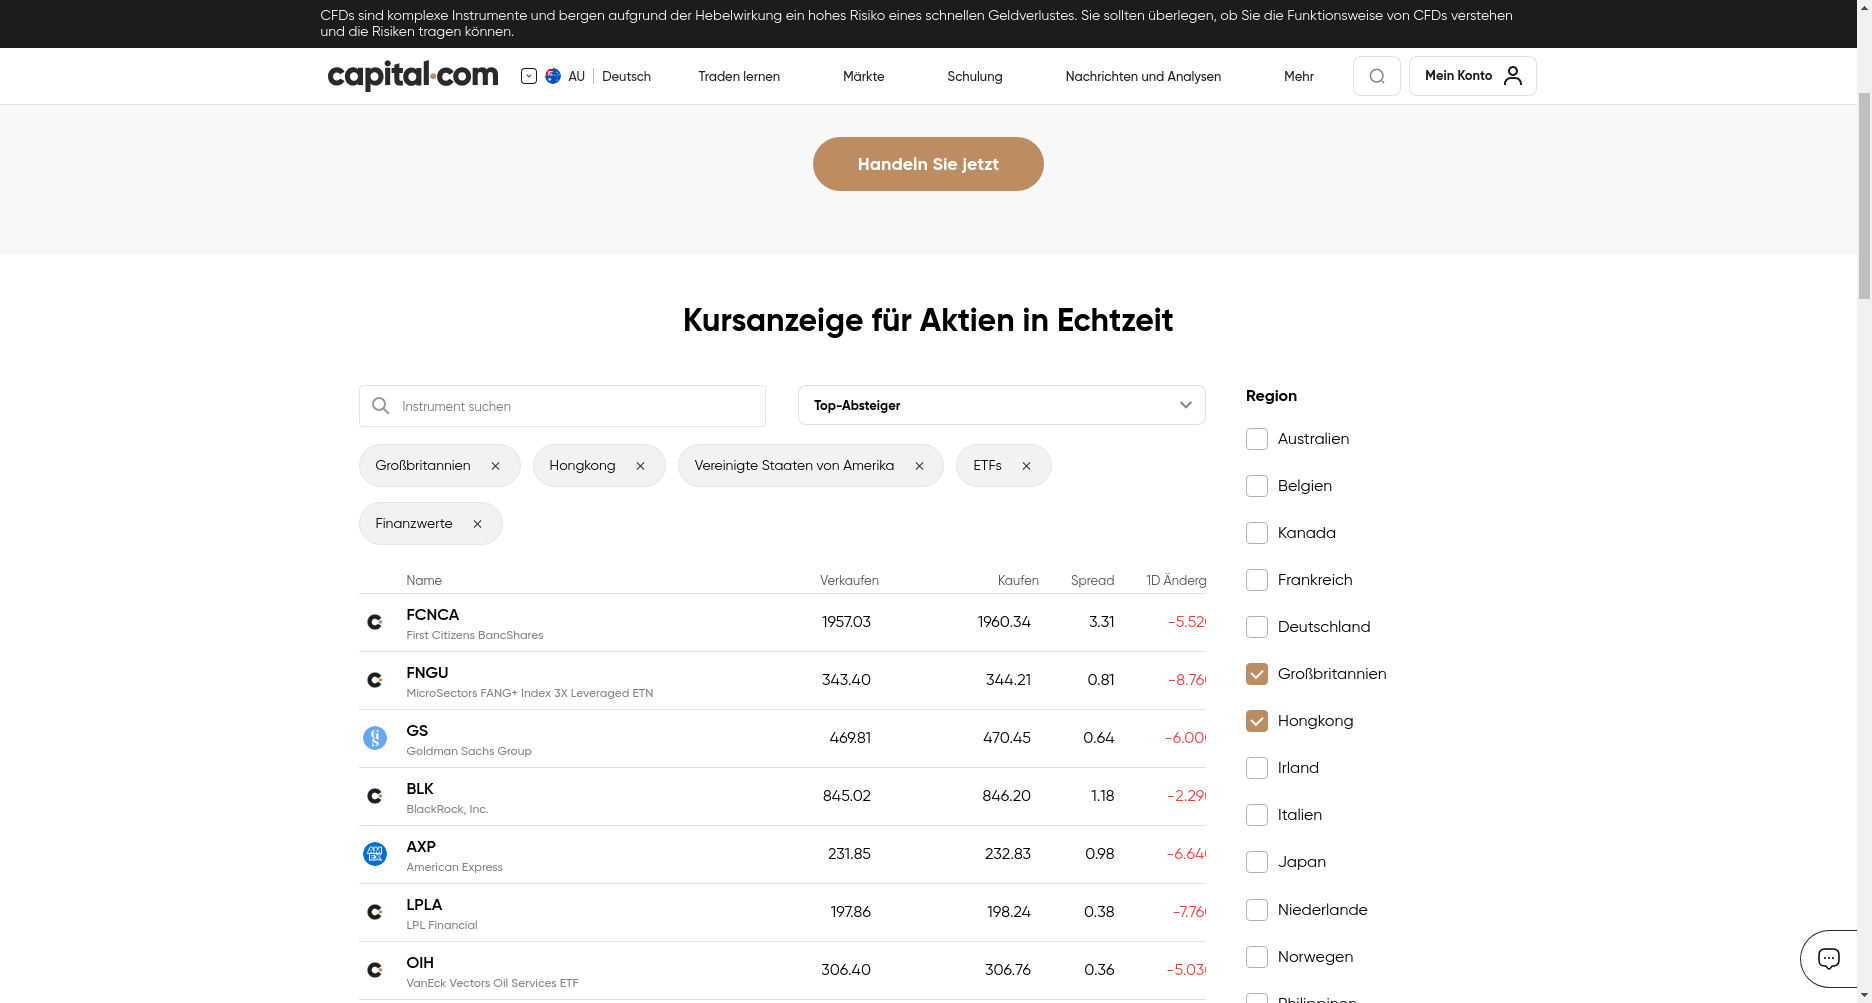 CFDs sind komplexe Instrumente und bergen aufgrund der Hebelwirkung ein hohes Risiko eines schnellen Geldverlustes. Sie sollten überlegen, ob Sie die Funktionsweise von CFDs verstehen
und die Risiken tragen können.
capital.com
AU Deutsch Traden lernen Märkte Schulung Nachrichten und Analysen Mehr Mein Konto
Handeln Sie jetzt
Kursanzeige für Aktien in Echtzeit
Instrument suchen
Top-Absteiger
Großbritannien
Hongkong
Vereinigte Staaten von Amerika
ETFs
Finanzwerte
Name Verkaufen Kaufen Spread 1D Änderg
FCNCA 1957.03 1960.34 3.31 -5.52
First Citizens BancShares
FNGU 343.40 344.21 0.81 -8.76
MicroSectors FANG+ Index 3X Leveraged ETN
GS 469.81 470.45 0.64 -6.00
Goldman Sachs Group
BLK 845.02 846.20 1.18 -2.29
BlackRock, Inc.
AXP 231.85 232.83 0.98 -6.64
American Express
LPLA 197.86 198.24 0.38 -7.76
LPL Financial
OIH 306.40 306.76 0.36 -5.03
VanEck Vectors Oil Services ETF
Region
Australien
Belgien
Kanada
Frankreich
Deutschland
Großbritannien
Hongkong
Irland
Italien
Japan
Niederlande
Norwegen
Philippinen